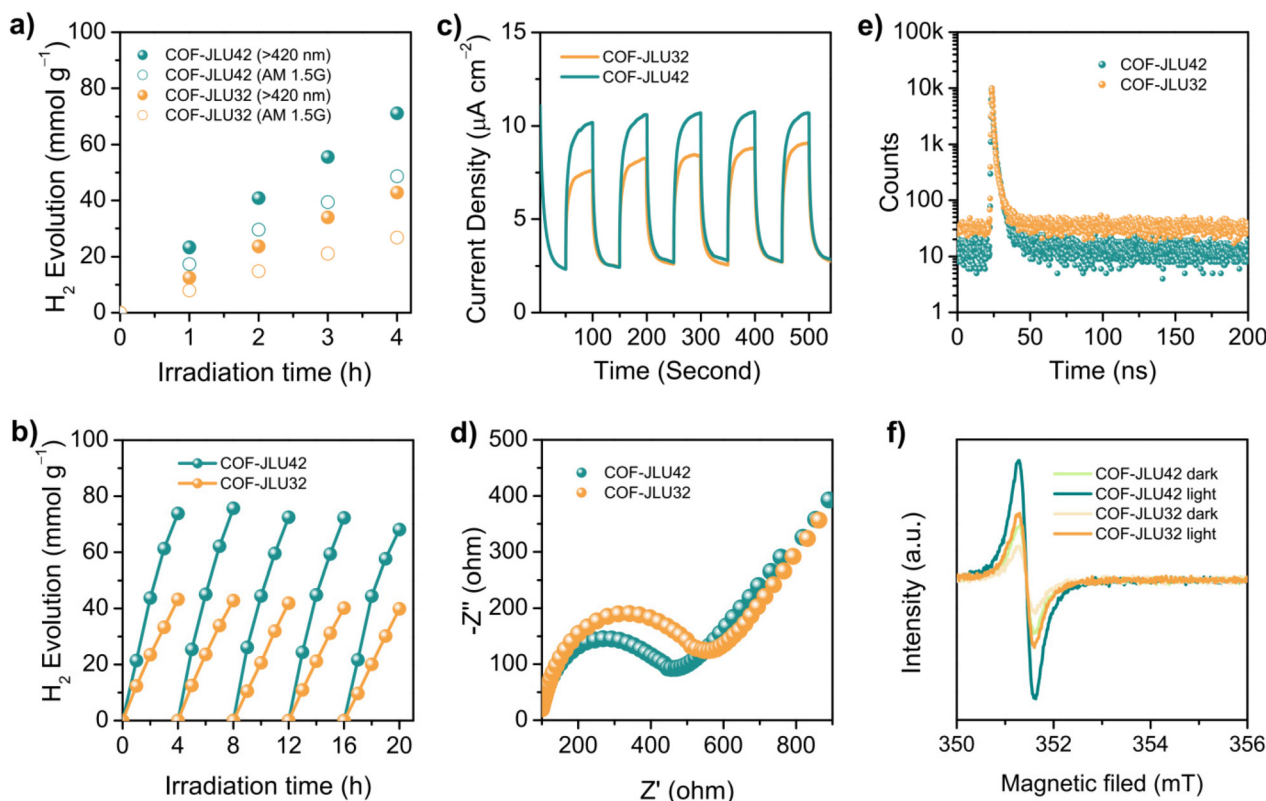 a)
H₂ Evolution (mmol g⁻¹)
100
80
60
40
20
0
COF-JLU42 (>420 nm)
COF-JLU42 (AM 1.5G)
COF-JLU32 (>420 nm)
COF-JLU32 (AM 1.5G)
0 1 2 3 4
Irradiation time (h)
c)
Current Density (μA cm⁻²)
15
10
5
0
COF-JLU32
COF-JLU42
100 200 300 400 500
Time (Second)
e)
Counts
100k
10k
1k
100
10
1
COF-JLU42
COF-JLU32
0 50 100 150 200
Time (ns)
b)
H₂ Evolution (mmol g⁻¹)
100
80
60
40
20
0
COF-JLU42
COF-JLU32
0 4 8 12 16 20
Irradiation time (h)
d)
-Z" (ohm)
500
400
300
200
100
0
COF-JLU42
COF-JLU32
200 400 600 800
Z' (ohm)
f)
Intensity (a.u.)
COF-JLU42 dark
COF-JLU42 light
COF-JLU32 dark
COF-JLU32 light
350 352 354 356
Magnetic filed (mT)